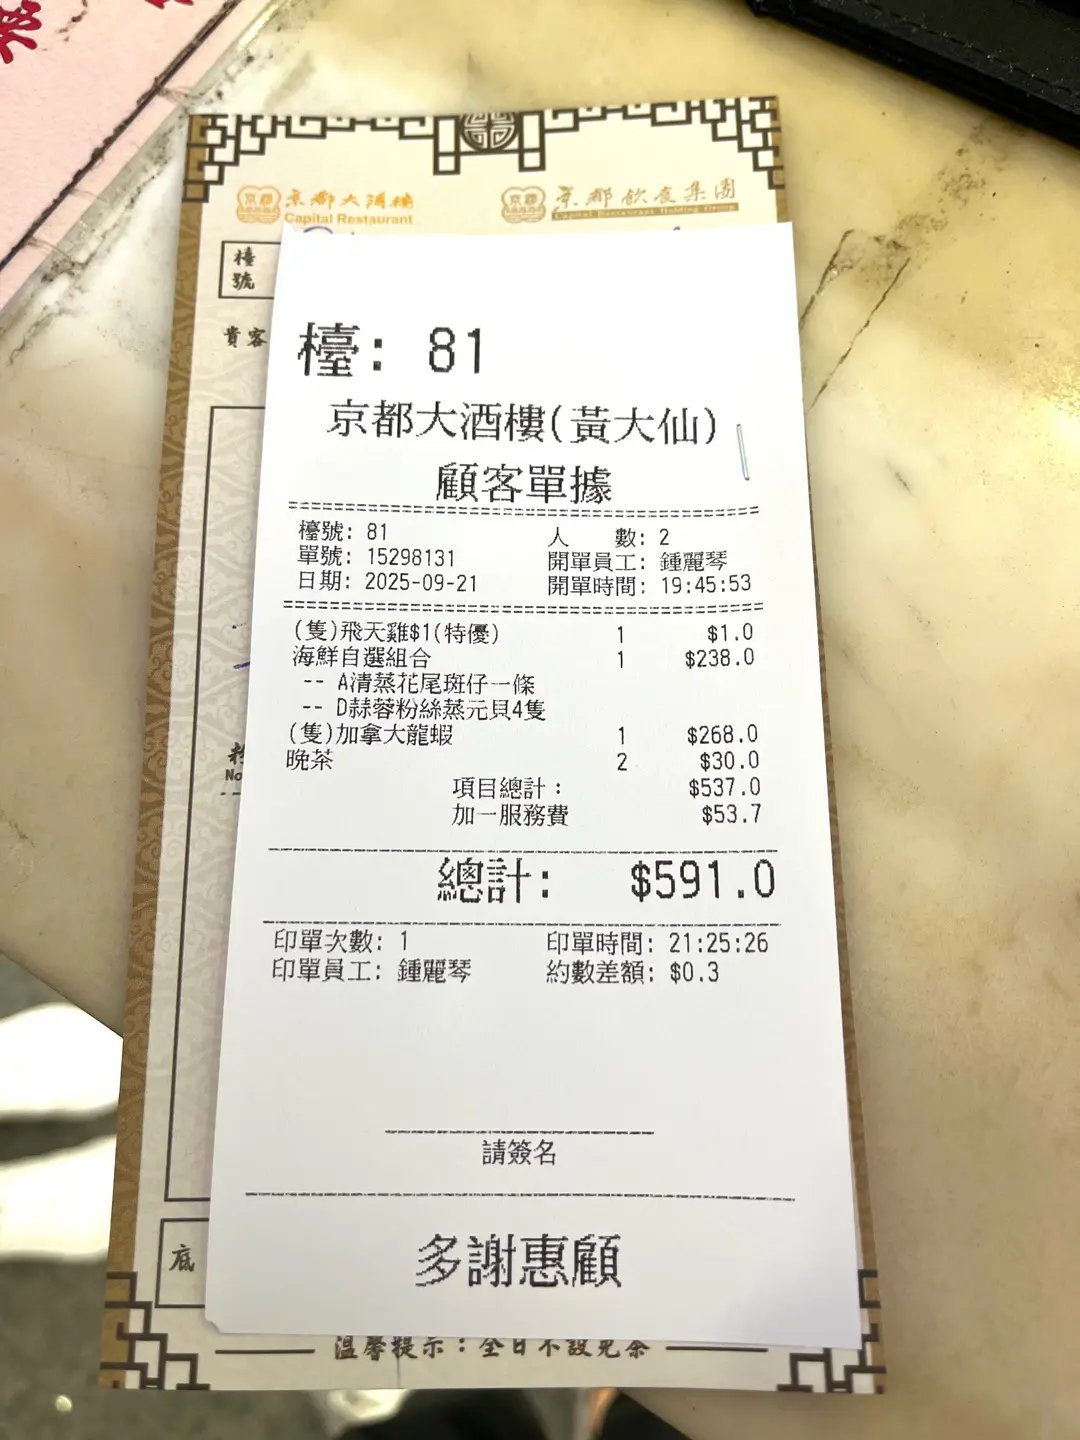 京都大酒樓 京都飲食集團
Capital Restaurant Capital Restaurant Holding Group
檯號
貴客
檯: 81
京都大酒樓(黃大仙)
顧客單據
檯號: 81 人 數: 2
單號: 15298131 開單員工: 鍾麗琴
日期: 2025-09-21 開單時間: 19:45:53
(隻)飛天雞$1(特優) 1 $1.0
海鮮自選組合 1 $238.0
-- A清蒸花尾斑仔一條
-- D蒜蓉粉絲蒸元貝4隻
(隻)加拿大龍蝦 1 $268.0
晚茶 2 $30.0
項目總計: $537.0
加一服務費 $53.7
No
總計: $591.0
印單次數: 1 印單時間: 21:25:26
印單員工: 鍾麗琴 約數差額: $0.3
請簽名
多謝惠顧
底
溫馨提示：全日不設免茶